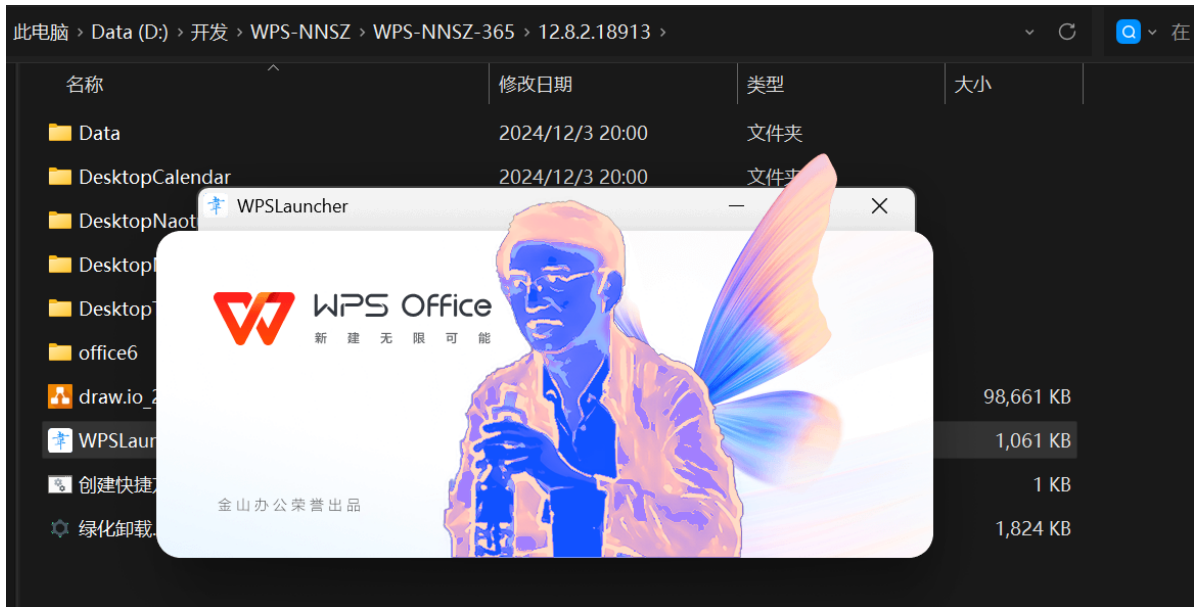 此电脑 › Data (D:) › 开发 › WPS-NNSZ › WPS-NNSZ-365 › 12.8.2.18913 › 在
名称 修改日期 类型 大小
Data 2024/12/3 20:00 文件夹
DesktopCalendar 2024/12/3 20:00 文件夹
WPSLauncher
DesktopNaot
Desktop
WPS Office
Desktop
新建无限可能
office6
draw.io_2 98,661 KB
WPSLaun 1,061 KB
创建快捷 1 KB
金山办公荣誉出品
绿化卸载. 1,824 KB